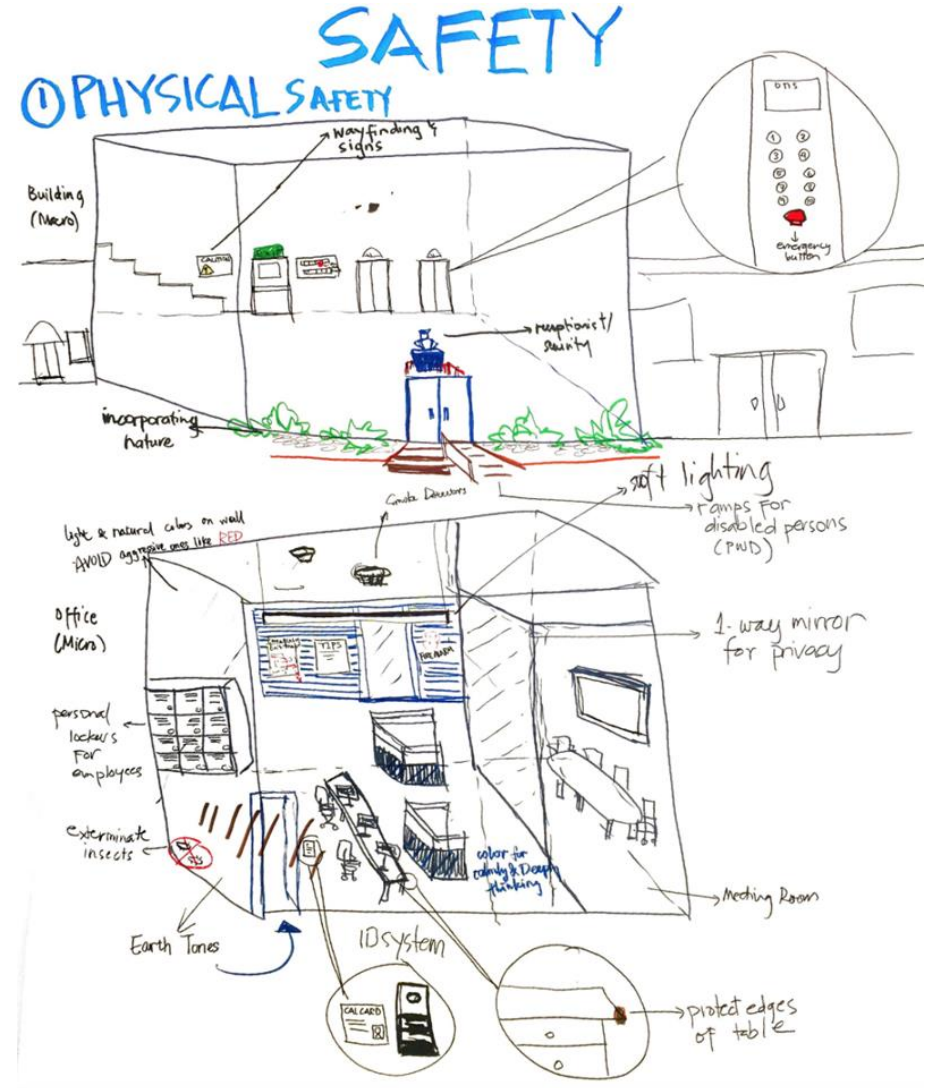 SAFETY
① PHYSICAL SAFETY
wayfinding &
signs
Building
(Macro)
OTIS
emergency
button
CAUTION
receptionist/
security
incorporating
nature
soft lighting
Smoke Detectors
ramps for
disabled persons
(PWD)
light & natural colors on wall
AVOID aggressive ones like RED
Office
(Micro)
1-way mirror
for privacy
TIPS
personal
lockers
for
employees
exterminate
insects
color for
calmly & Deeply
thinking
Meeting Room
Earth Tones
ID system
CAL CARD
protect edges
of table